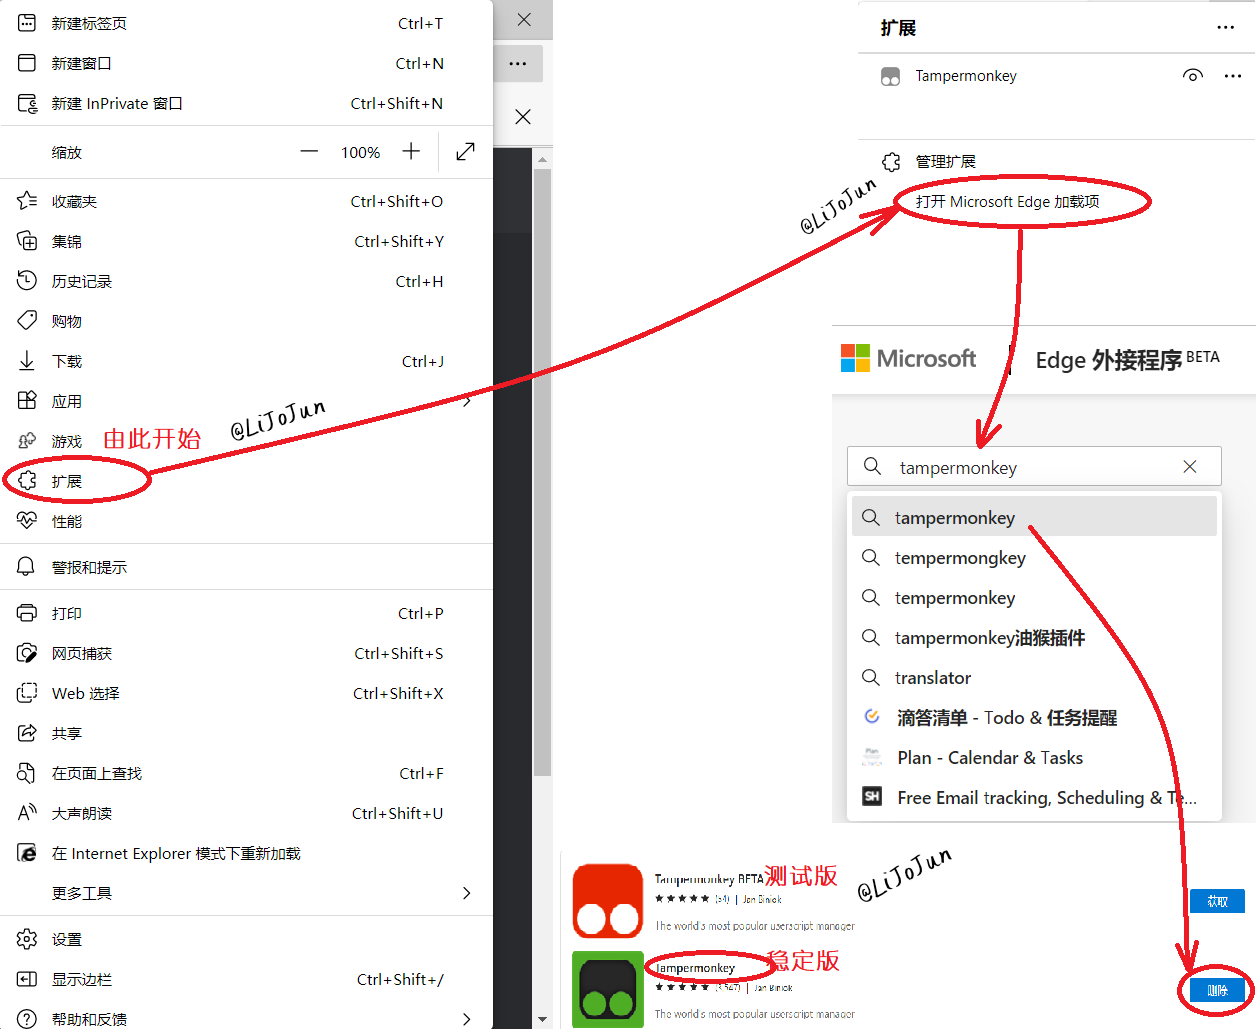 新建标签页 Ctrl+T
新建窗口 Ctrl+N
新建 InPrivate 窗口 Ctrl+Shift+N
缩放 100%
收藏夹 Ctrl+Shift+O
集锦 Ctrl+Shift+Y
历史记录 Ctrl+H
购物
下载 Ctrl+J
应用
游戏
由此开始
@LiJoJun
扩展
性能
警报和提示
打印 Ctrl+P
网页捕获 Ctrl+Shift+S
Web 选择 Ctrl+Shift+X
共享
在页面上查找 Ctrl+F
大声朗读 Ctrl+Shift+U
在 Internet Explorer 模式下重新加载
更多工具
设置
显示边栏 Ctrl+Shift+/
帮助和反馈
扩展
Tampermonkey
管理扩展
@LiJoJun
打开 Microsoft Edge 加载项
Microsoft Edge 外接程序 BETA
tampermonkey
tampermonkey
tempermongkey
tempermonkey
tampermonkey油猴插件
translator
滴答清单 - Todo & 任务提醒
Plan - Calendar & Tasks
Free Email tracking, Scheduling & Te...
@LiJoJun
Tampermonkey BETA 测试版
★★★★★ (54) | Jan Biniok
获取
The world's most popular userscript manager
Tampermonkey 稳定版
★★★★★ (3,547) | Jan Biniok
删除
The world's most popular userscript manager